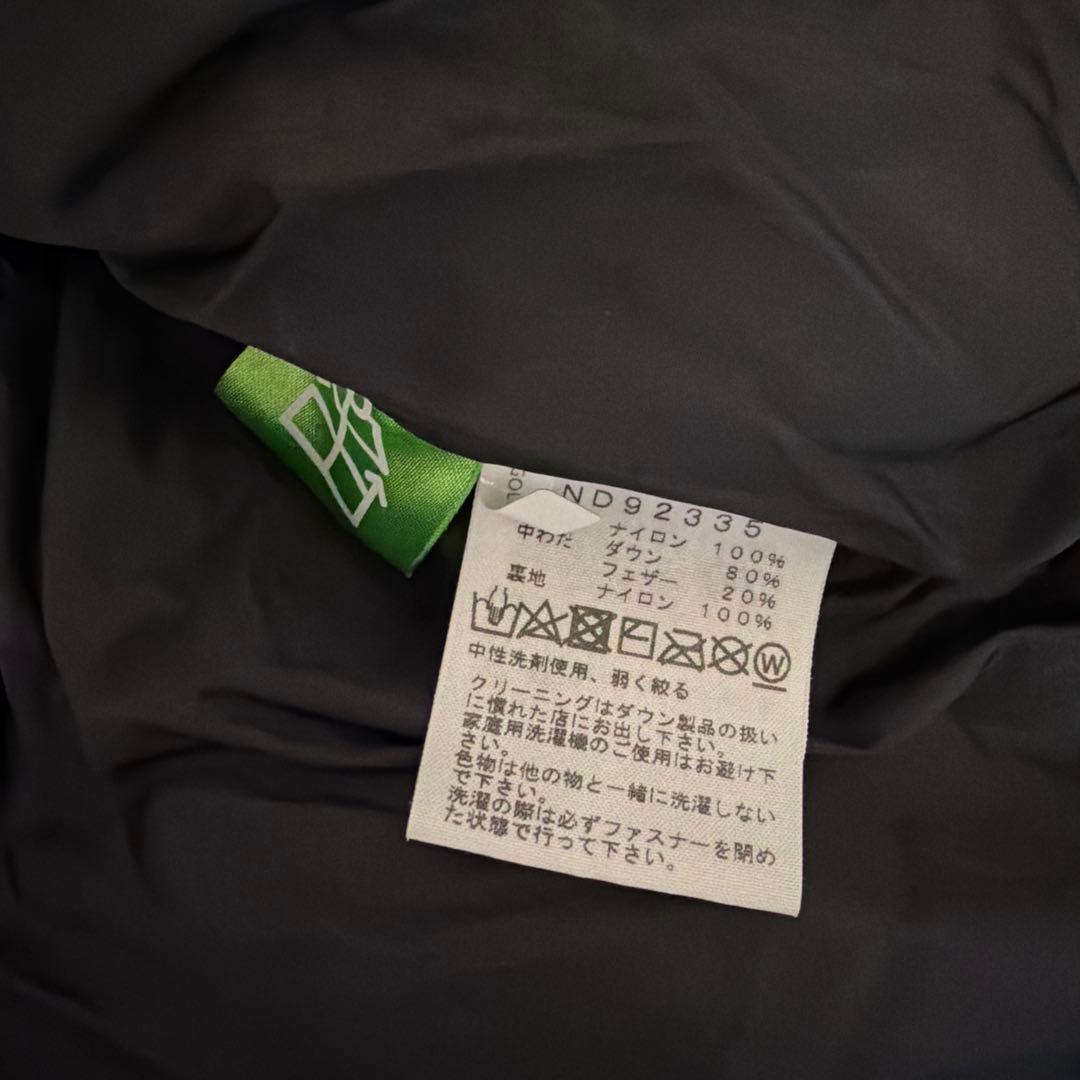 ND92335
ナイロン 100%
中わた ダウン 80%
フェザー 20%
裏地 ナイロン 100%
W
中性洗剤使用、弱く絞る
クリーニングはダウン製品の扱い
に慣れた店にお出し下さい。
家庭用洗濯機のご使用はお避け下
さい。
色物は他の物と一緒に洗濯しない
で下さい。
洗濯の際は必ずファスナーを閉め
た状態で行って下さい。